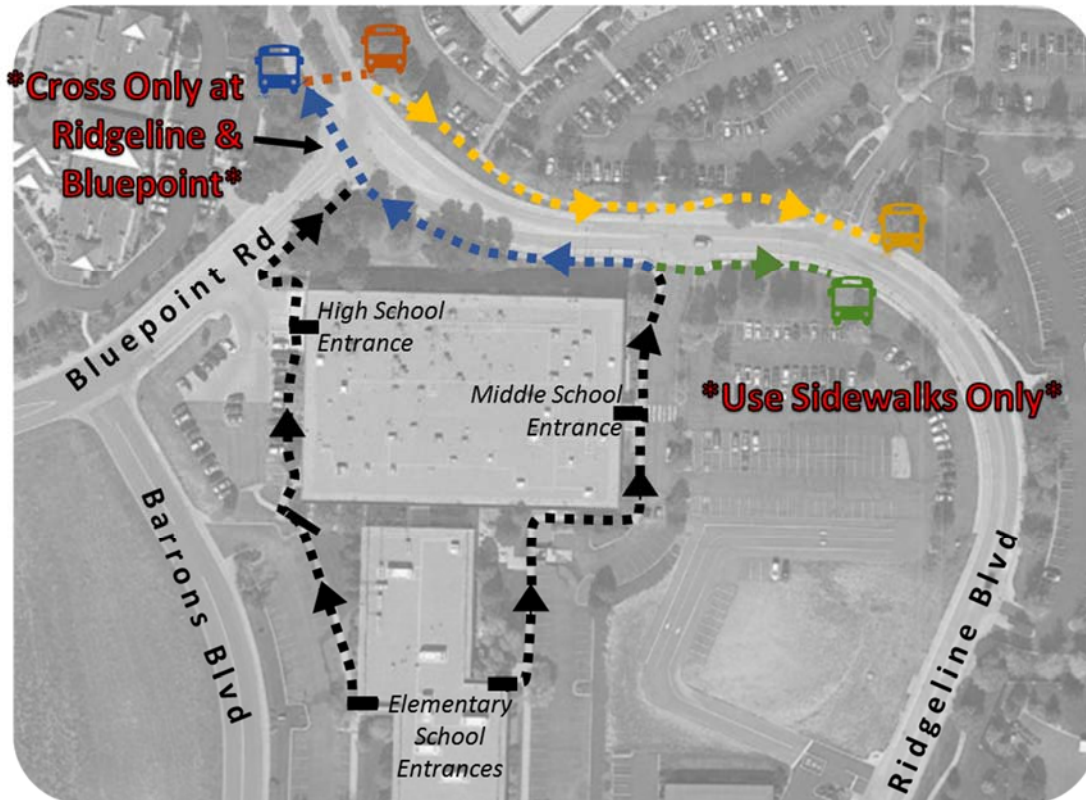 *Cross Only at
Ridgeline &
Bluepoint*
Bluepoint Rd
High School
Entrance
Middle School
Entrance
*Use Sidewalks Only*
Barrons Blvd
Elementary
School
Entrances
Ridgeline Blvd